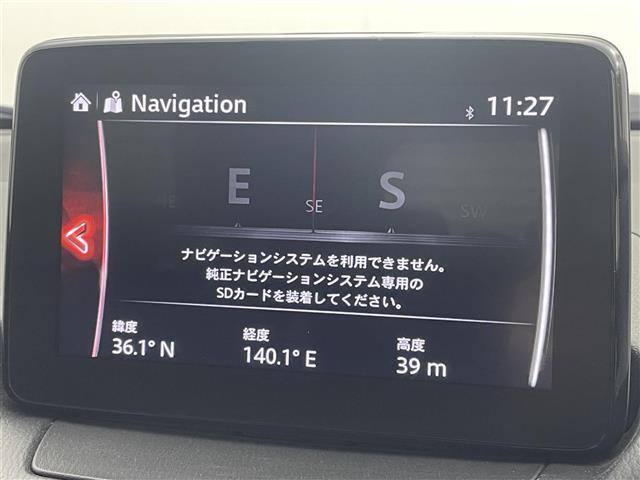 Navigation
11:27
NE E SE S SW
ナビゲーションシステムを利用できません。
純正ナビゲーションシステム専用の
SDカードを装着してください。
緯度 経度 高度
36.1° N 140.1° E 39 m